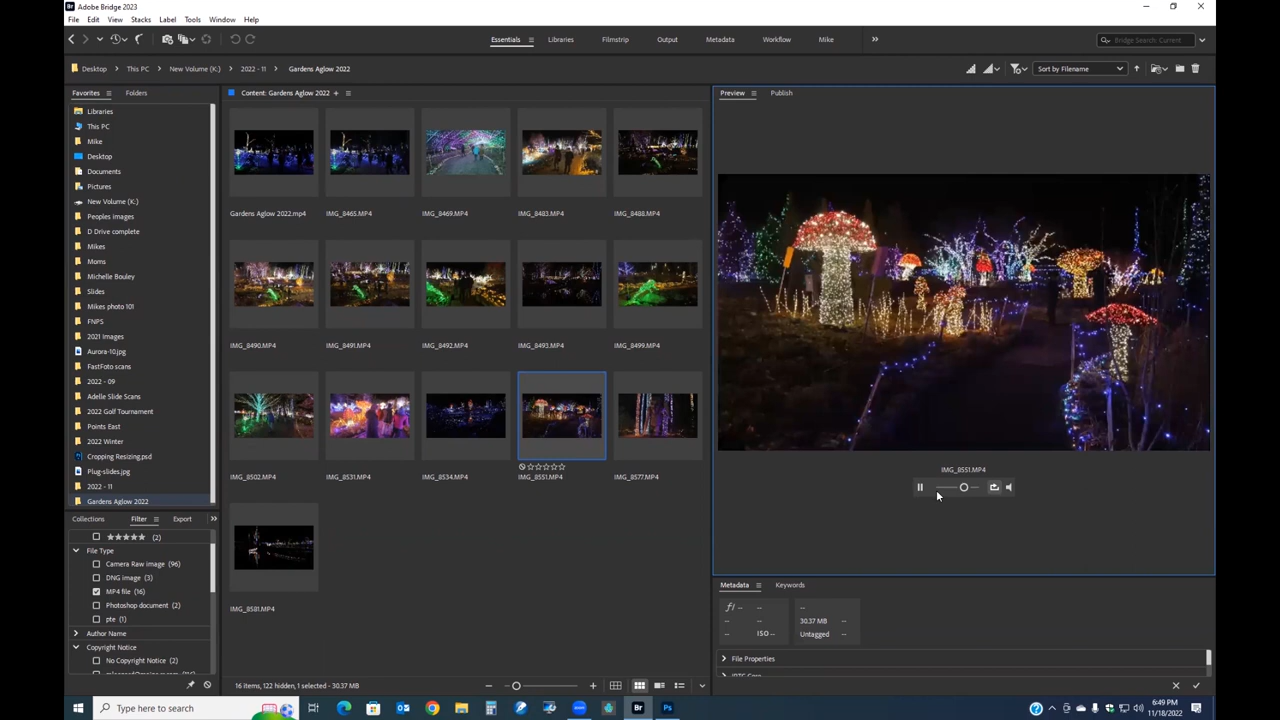 Adobe Bridge 2023
File Edit View Stacks Label Tools Window Help
Essentials Libraries Filmstrip Output Metadata Workflow Mike
Bridge Search: Current
Desktop This PC New Volume (K:) 2022 - 11 Gardens Aglow 2022
Sort by Filename
Favorites Folders
Content: Gardens Aglow 2022
Preview Publish
Libraries
This PC
Mike
Desktop
Documents
Pictures
New Volume (K:)
Peoples images
D Drive complete
Mikes
Moms
Michelle Bouley
Slides
Mikes photo 101
FNPS
2021 Images
Aurora-10.jpg
FastFoto scans
2022 - 09
Adelle Slide Scans
2022 Golf Tournament
Points East
2022 Winter
Cropping Resizing.psd
Plug-slides.jpg
2022 - 11
Gardens Aglow 2022
Gardens Aglow 2022.mp4 IMG_8465.MP4 IMG_8469.MP4 IMG_8483.MP4 IMG_8488.MP4
IMG_8490.MP4 IMG_8491.MP4 IMG_8492.MP4 IMG_8493.MP4 IMG_8499.MP4
IMG_8502.MP4 IMG_8531.MP4 IMG_8534.MP4 IMG_8551.MP4 IMG_8577.MP4
IMG_8581.MP4
IMG_8551.MP4
Collections Filter Export
(2)
File Type
Camera Raw image (96)
DNG image (3)
MP4 file (16)
Photoshop document (2)
pte (1)
Author Name
Copyright Notice
No Copyright Notice (2)
16 items, 122 hidden, 1 selected - 30.37 MB
Metadata Keywords
f/ -- -- --
-- -- 30.37 MB
-- ISO -- Untagged --
File Properties
IPTC Core
Type here to search
6:49 PM
11/18/2022